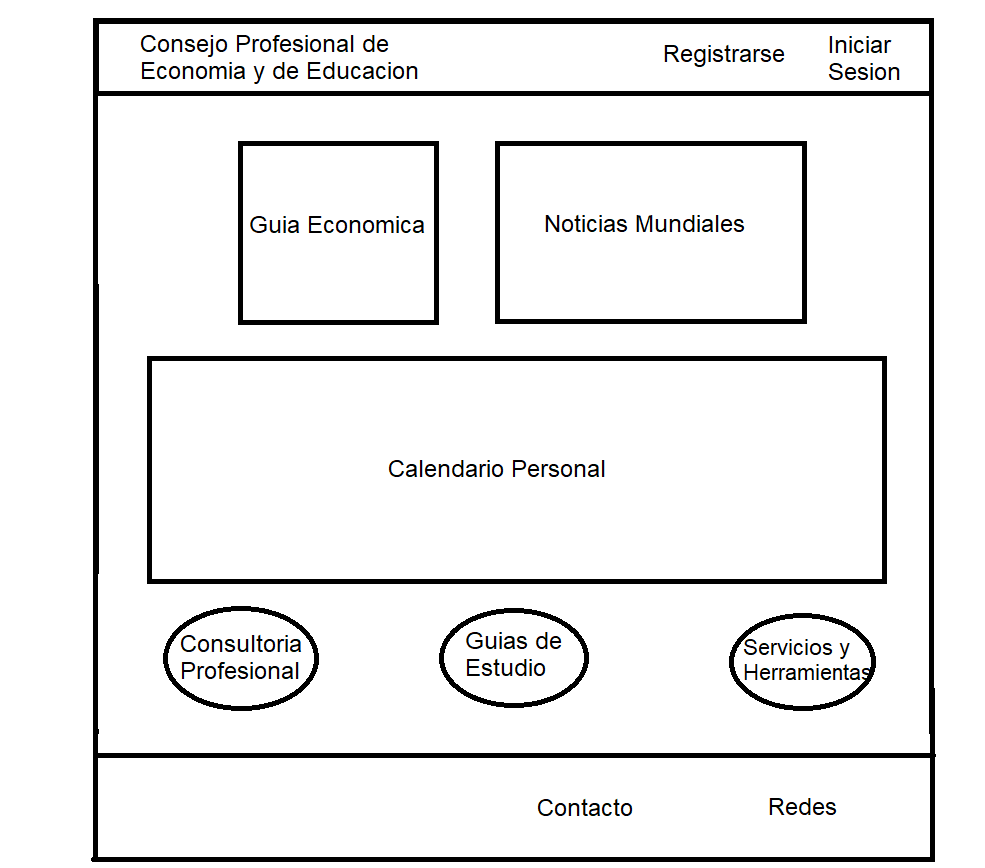 Consejo Profesional de
Economia y de Educacion
Registrarse
Iniciar
Sesion
Guia Economica
Noticias Mundiales
Calendario Personal
Consultoria
Profesional
Guias de
Estudio
Servicios y
Herramientas
Contacto
Redes